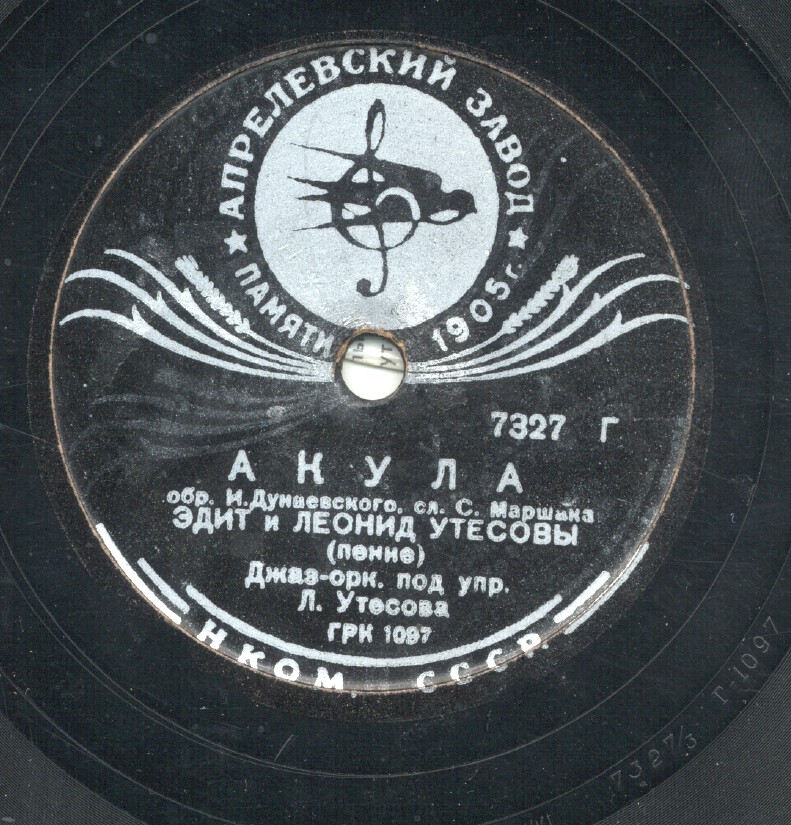 АПРЕЛЕВСКИЙ ЗАВОД
ПАМЯТИ 1905 г.
7327 Г
АКУЛА
обр. И.Дунаевского, сл. С. Маршака
ЭДИТ и ЛЕОНИД УТЕСОВЫ
(пение)
Джаз-орк. под упр.
Л. Утесова
ГРК 1097
НКОМ. СССР.
7327/3 Г-1097